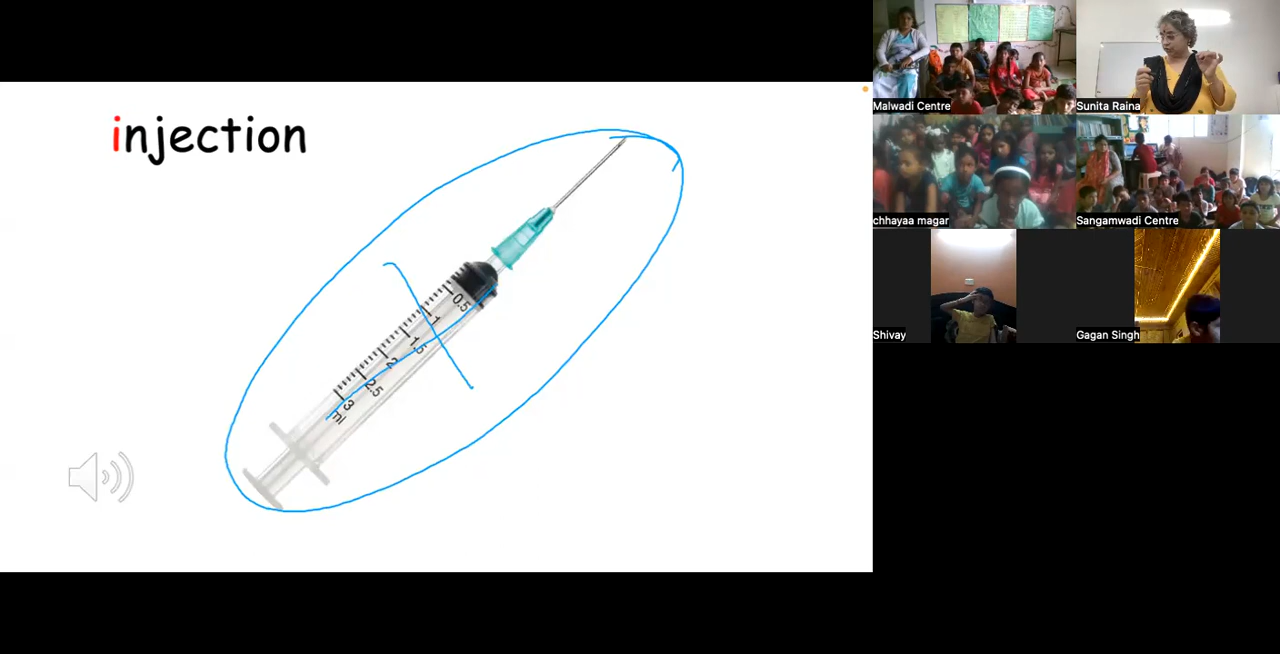 injection
0.5
1
1.5
2
2.5
3
ml
Malwadi Centre
Sunita Raina
chhayaa magar
Sangamwadi Centre
Shivay
Gagan Singh